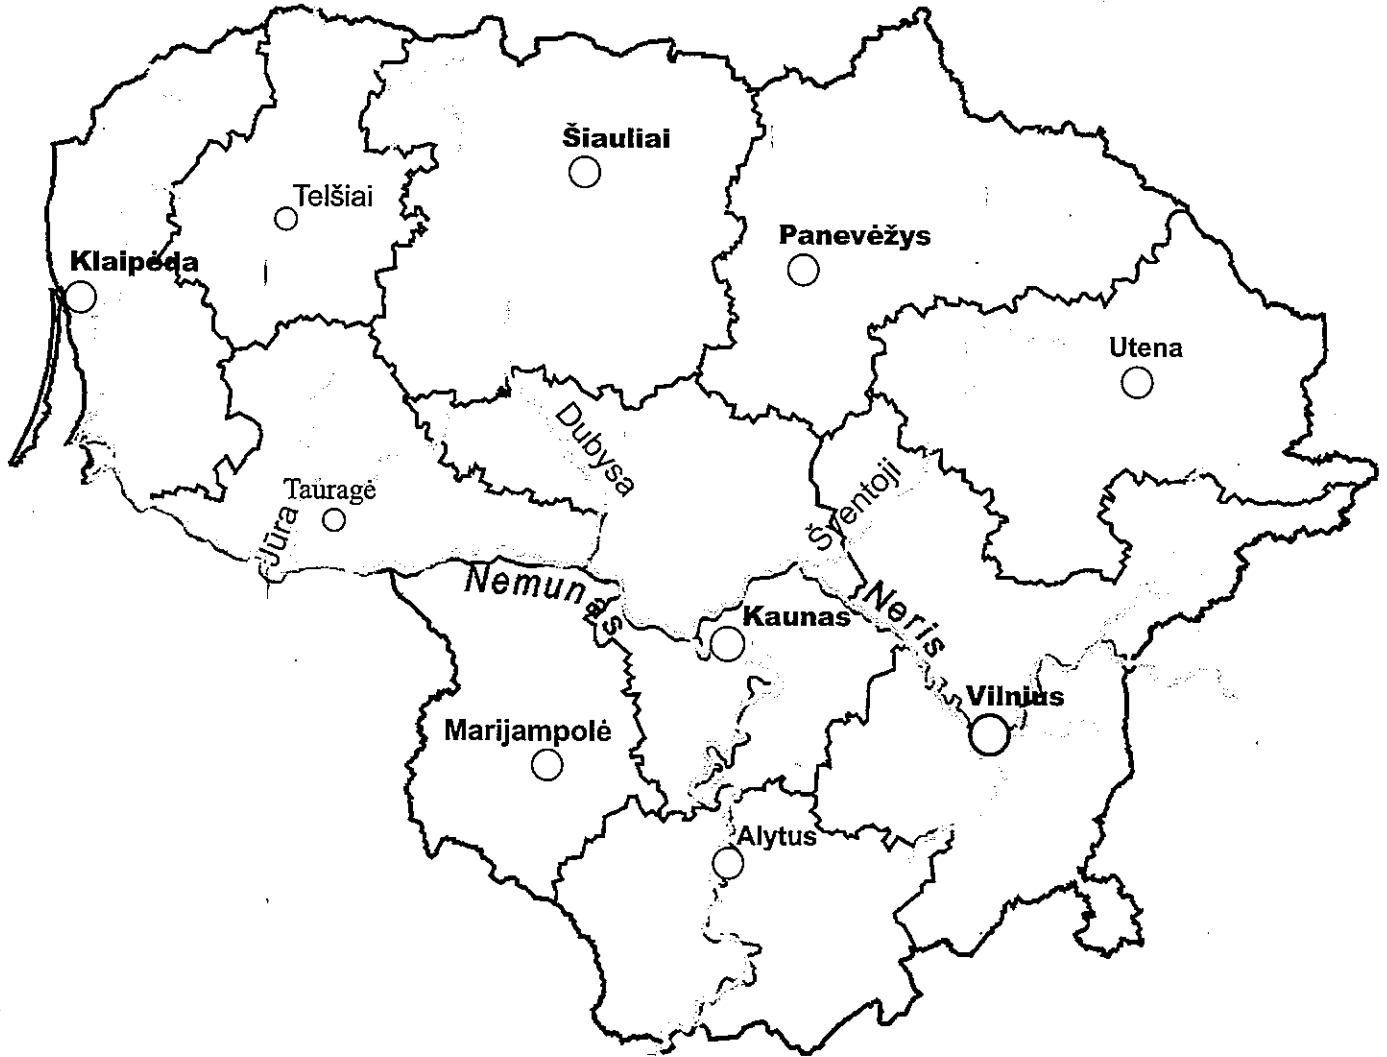 Šiauliai
Telšiai
Panevėžys
Klaipėda
Utena
Dubysa
Šventoji
Tauragė
Jūra
Nemunas
Neris
Kaunas
Vilnius
Marijampolė
Alytus